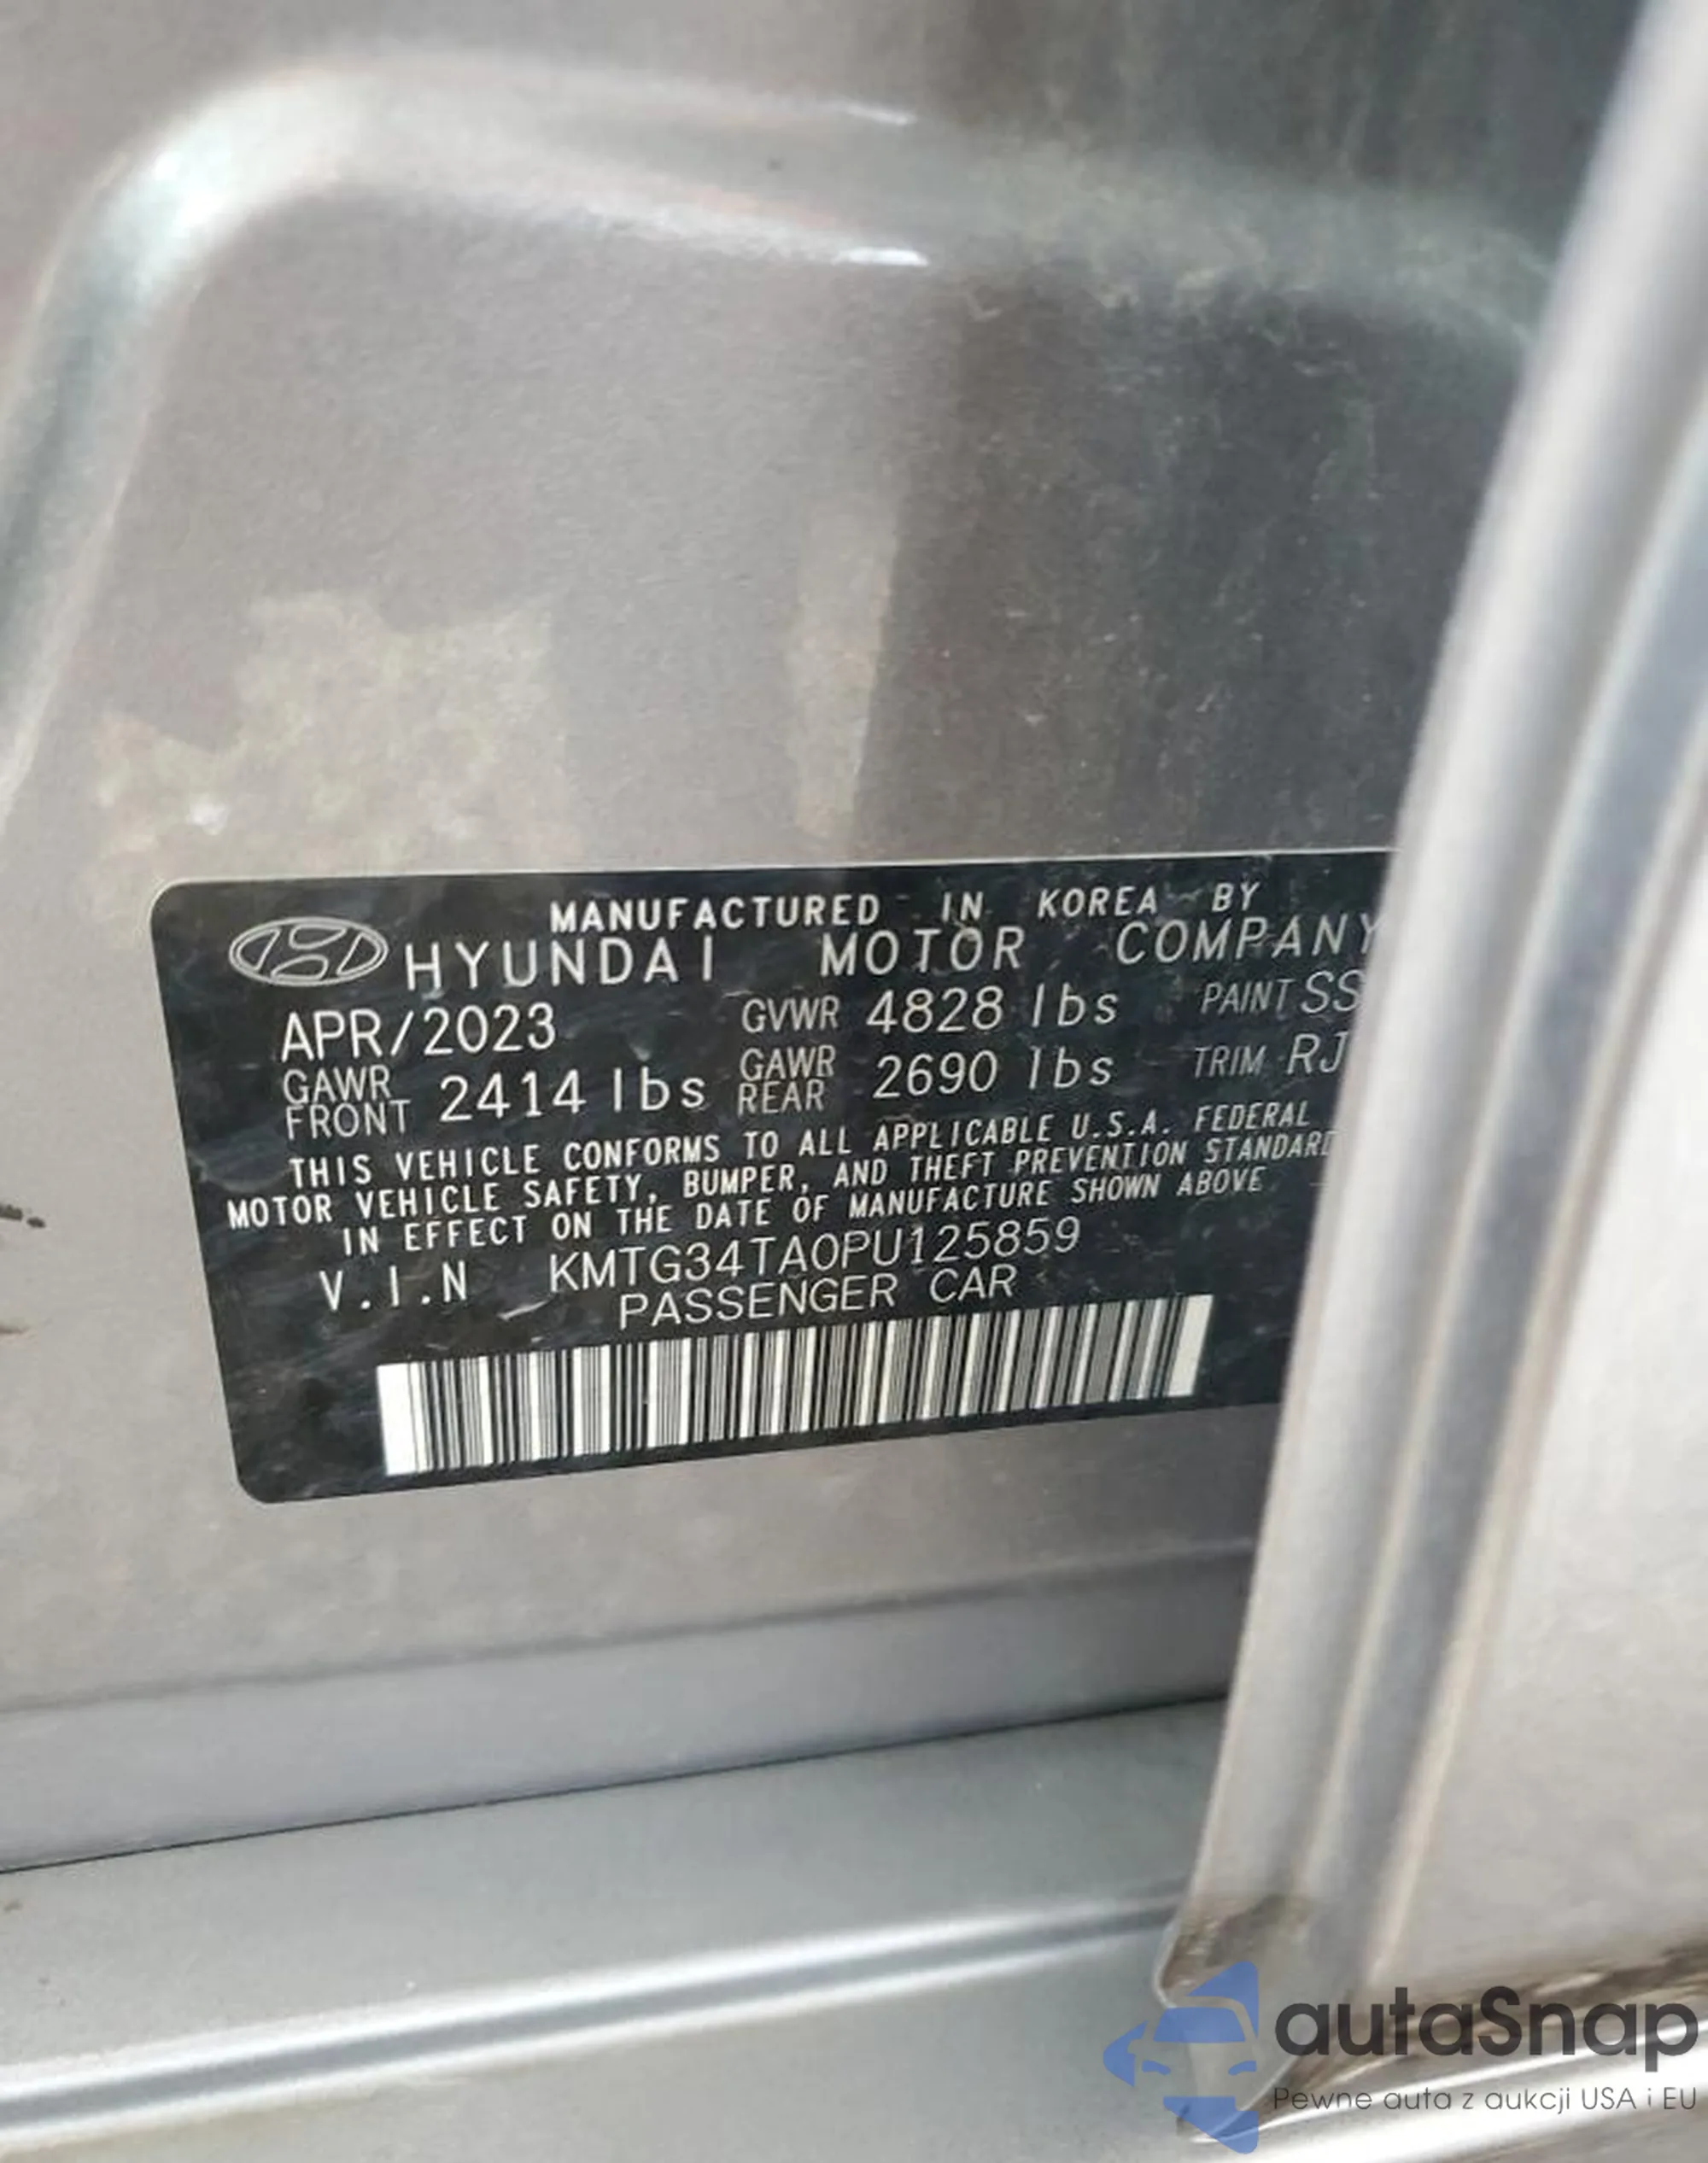 MANUFACTURED IN KOREA BY
HYUNDAI MOTOR COMPANY
APR/2023 GVWR 4828 lbs PAINT SS
GAWR FRONT 2414 lbs GAWR REAR 2690 lbs TRIM RJ
THIS VEHICLE CONFORMS TO ALL APPLICABLE U.S.A. FEDERAL
MOTOR VEHICLE SAFETY, BUMPER, AND THEFT PREVENTION STANDARD
IN EFFECT ON THE DATE OF MANUFACTURE SHOWN ABOVE
V.I.N KMTG34TA0PU125859
PASSENGER CAR
autaSnap
Pewne auta z aukcji USA i EU